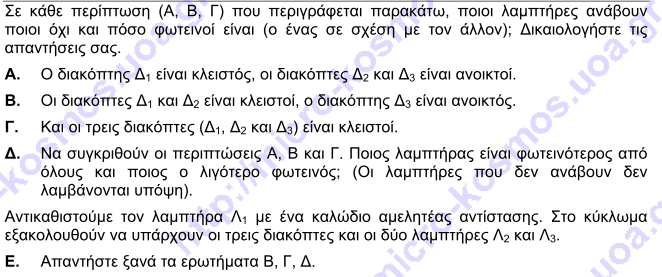 Σε κάθε περίπτωση (Α, Β, Γ) που περιγράφεται παρακάτω, ποιοι λαμπτήρες ανάβουν
ποιοι όχι και πόσο φωτεινοί είναι (ο ένας σε σχέση με τον άλλον); Δικαιολογήστε τις
απαντήσεις σας.
Α. Ο διακόπτης Δ₁ είναι κλειστός, οι διακόπτες Δ₂ και Δ₃ είναι ανοικτοί.
Β. Οι διακόπτες Δ₁ και Δ₂ είναι κλειστοί, ο διακόπτης Δ₃ είναι ανοικτός.
Γ. Και οι τρεις διακόπτες (Δ₁, Δ₂ και Δ₃) είναι κλειστοί.
Δ. Να συγκριθούν οι περιπτώσεις Α, Β και Γ. Ποιος λαμπτήρας είναι φωτεινότερος από
όλους και ποιος ο λιγότερο φωτεινός; (Οι λαμπτήρες που δεν ανάβουν δεν
λαμβάνονται υπόψη).
Αντικαθιστούμε τον λαμπτήρα Λ₁ με ένα καλώδιο αμελητέας αντίστασης. Στο κύκλωμα
εξακολουθούν να υπάρχουν οι τρεις διακόπτες και οι δύο λαμπτήρες Λ₂ και Λ₃.
Ε. Απαντήστε ξανά τα ερωτήματα Β, Γ, Δ.
http://micro-kosmos.uoa.gr